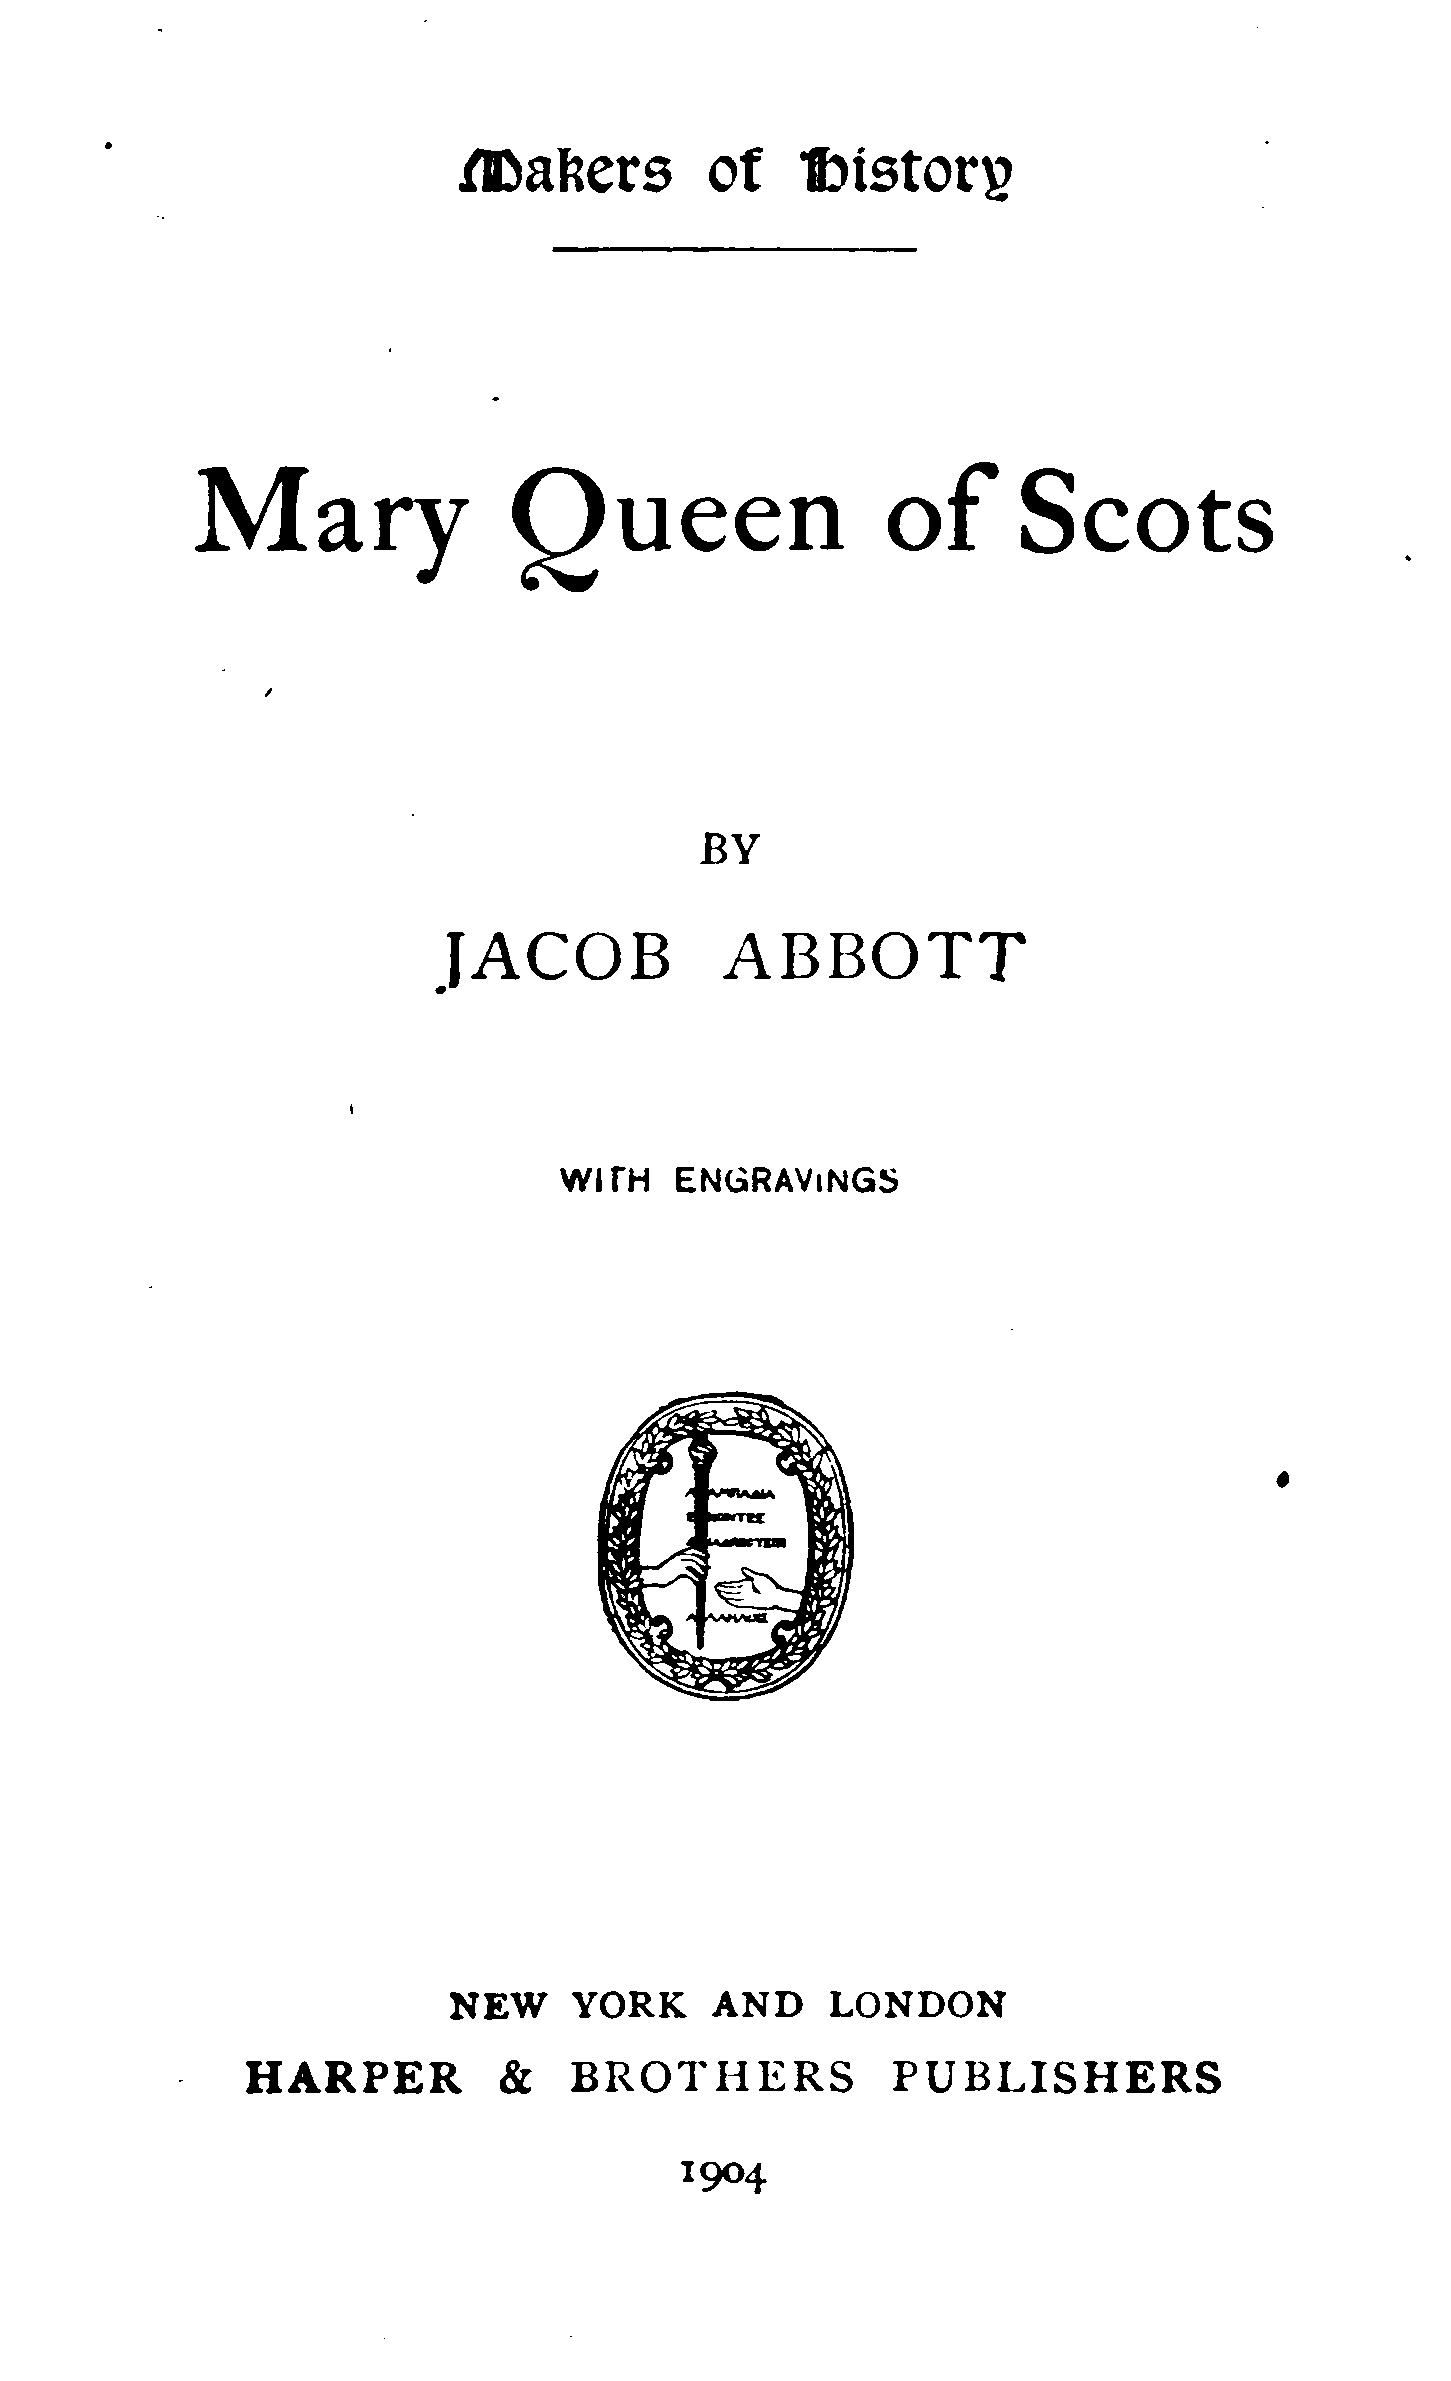 Makers of History
Mary Queen of Scots
BY
JACOB ABBOTT
WITH ENGRAVINGS
NEW YORK AND LONDON
HARPER & BROTHERS PUBLISHERS
1904